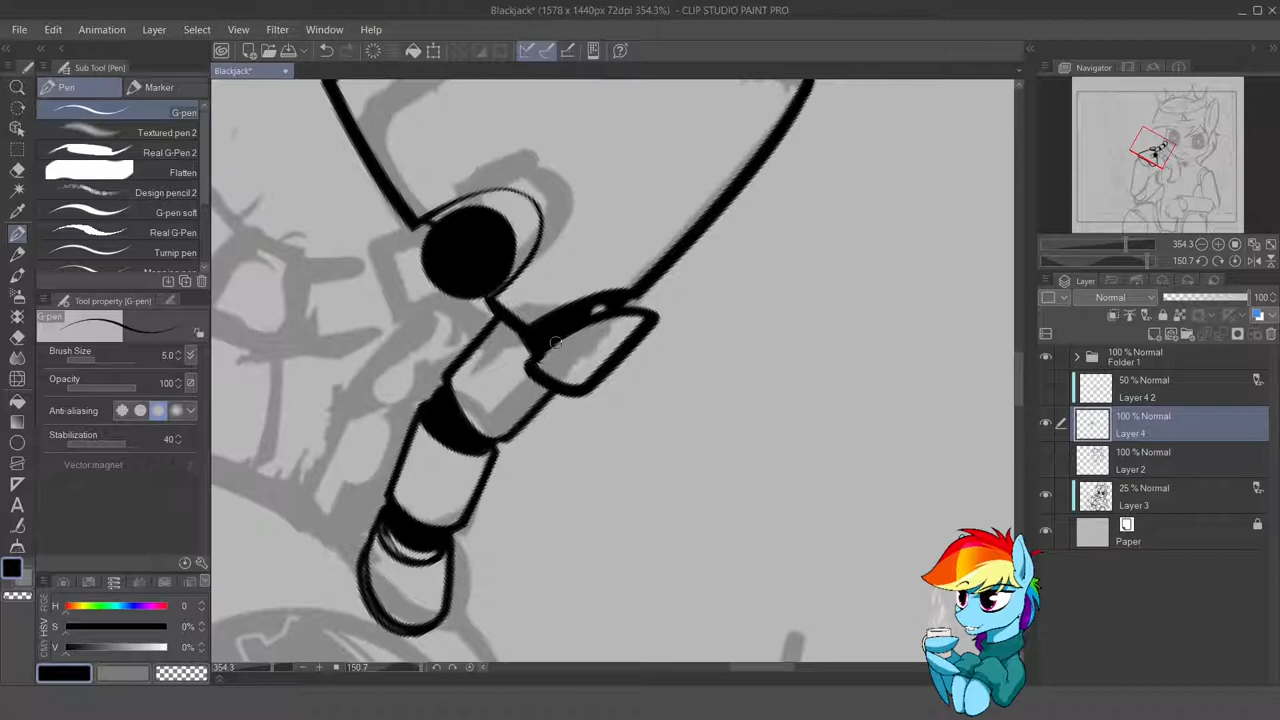 Blackjack* (1578 x 1440px 72dpi 354.3%) - CLIP STUDIO PAINT PRO
File Edit Animation Layer Select View Filter Window Help
Sub Tool [Pen]
Blackjack*
Navigator
Pen Marker
G-pen
Textured pen 2
Real G-Pen 2
Flatten
Design pencil 2
G-pen soft
Real G-Pen
Turnip pen
354.3
150.7
Layer
Tool property [G-pen]
G-pen
Normal 100
Brush Size 5.0
Opacity 100
Anti-aliasing
Stabilization 40
Vector magnet
100 % Normal
Folder 1
50 % Normal
Layer 4 2
100 % Normal
Layer 4
100 % Normal
Layer 2
25 % Normal
Layer 3
Paper
H 0
S 0%
V 0%
HSV
354.3 150.7